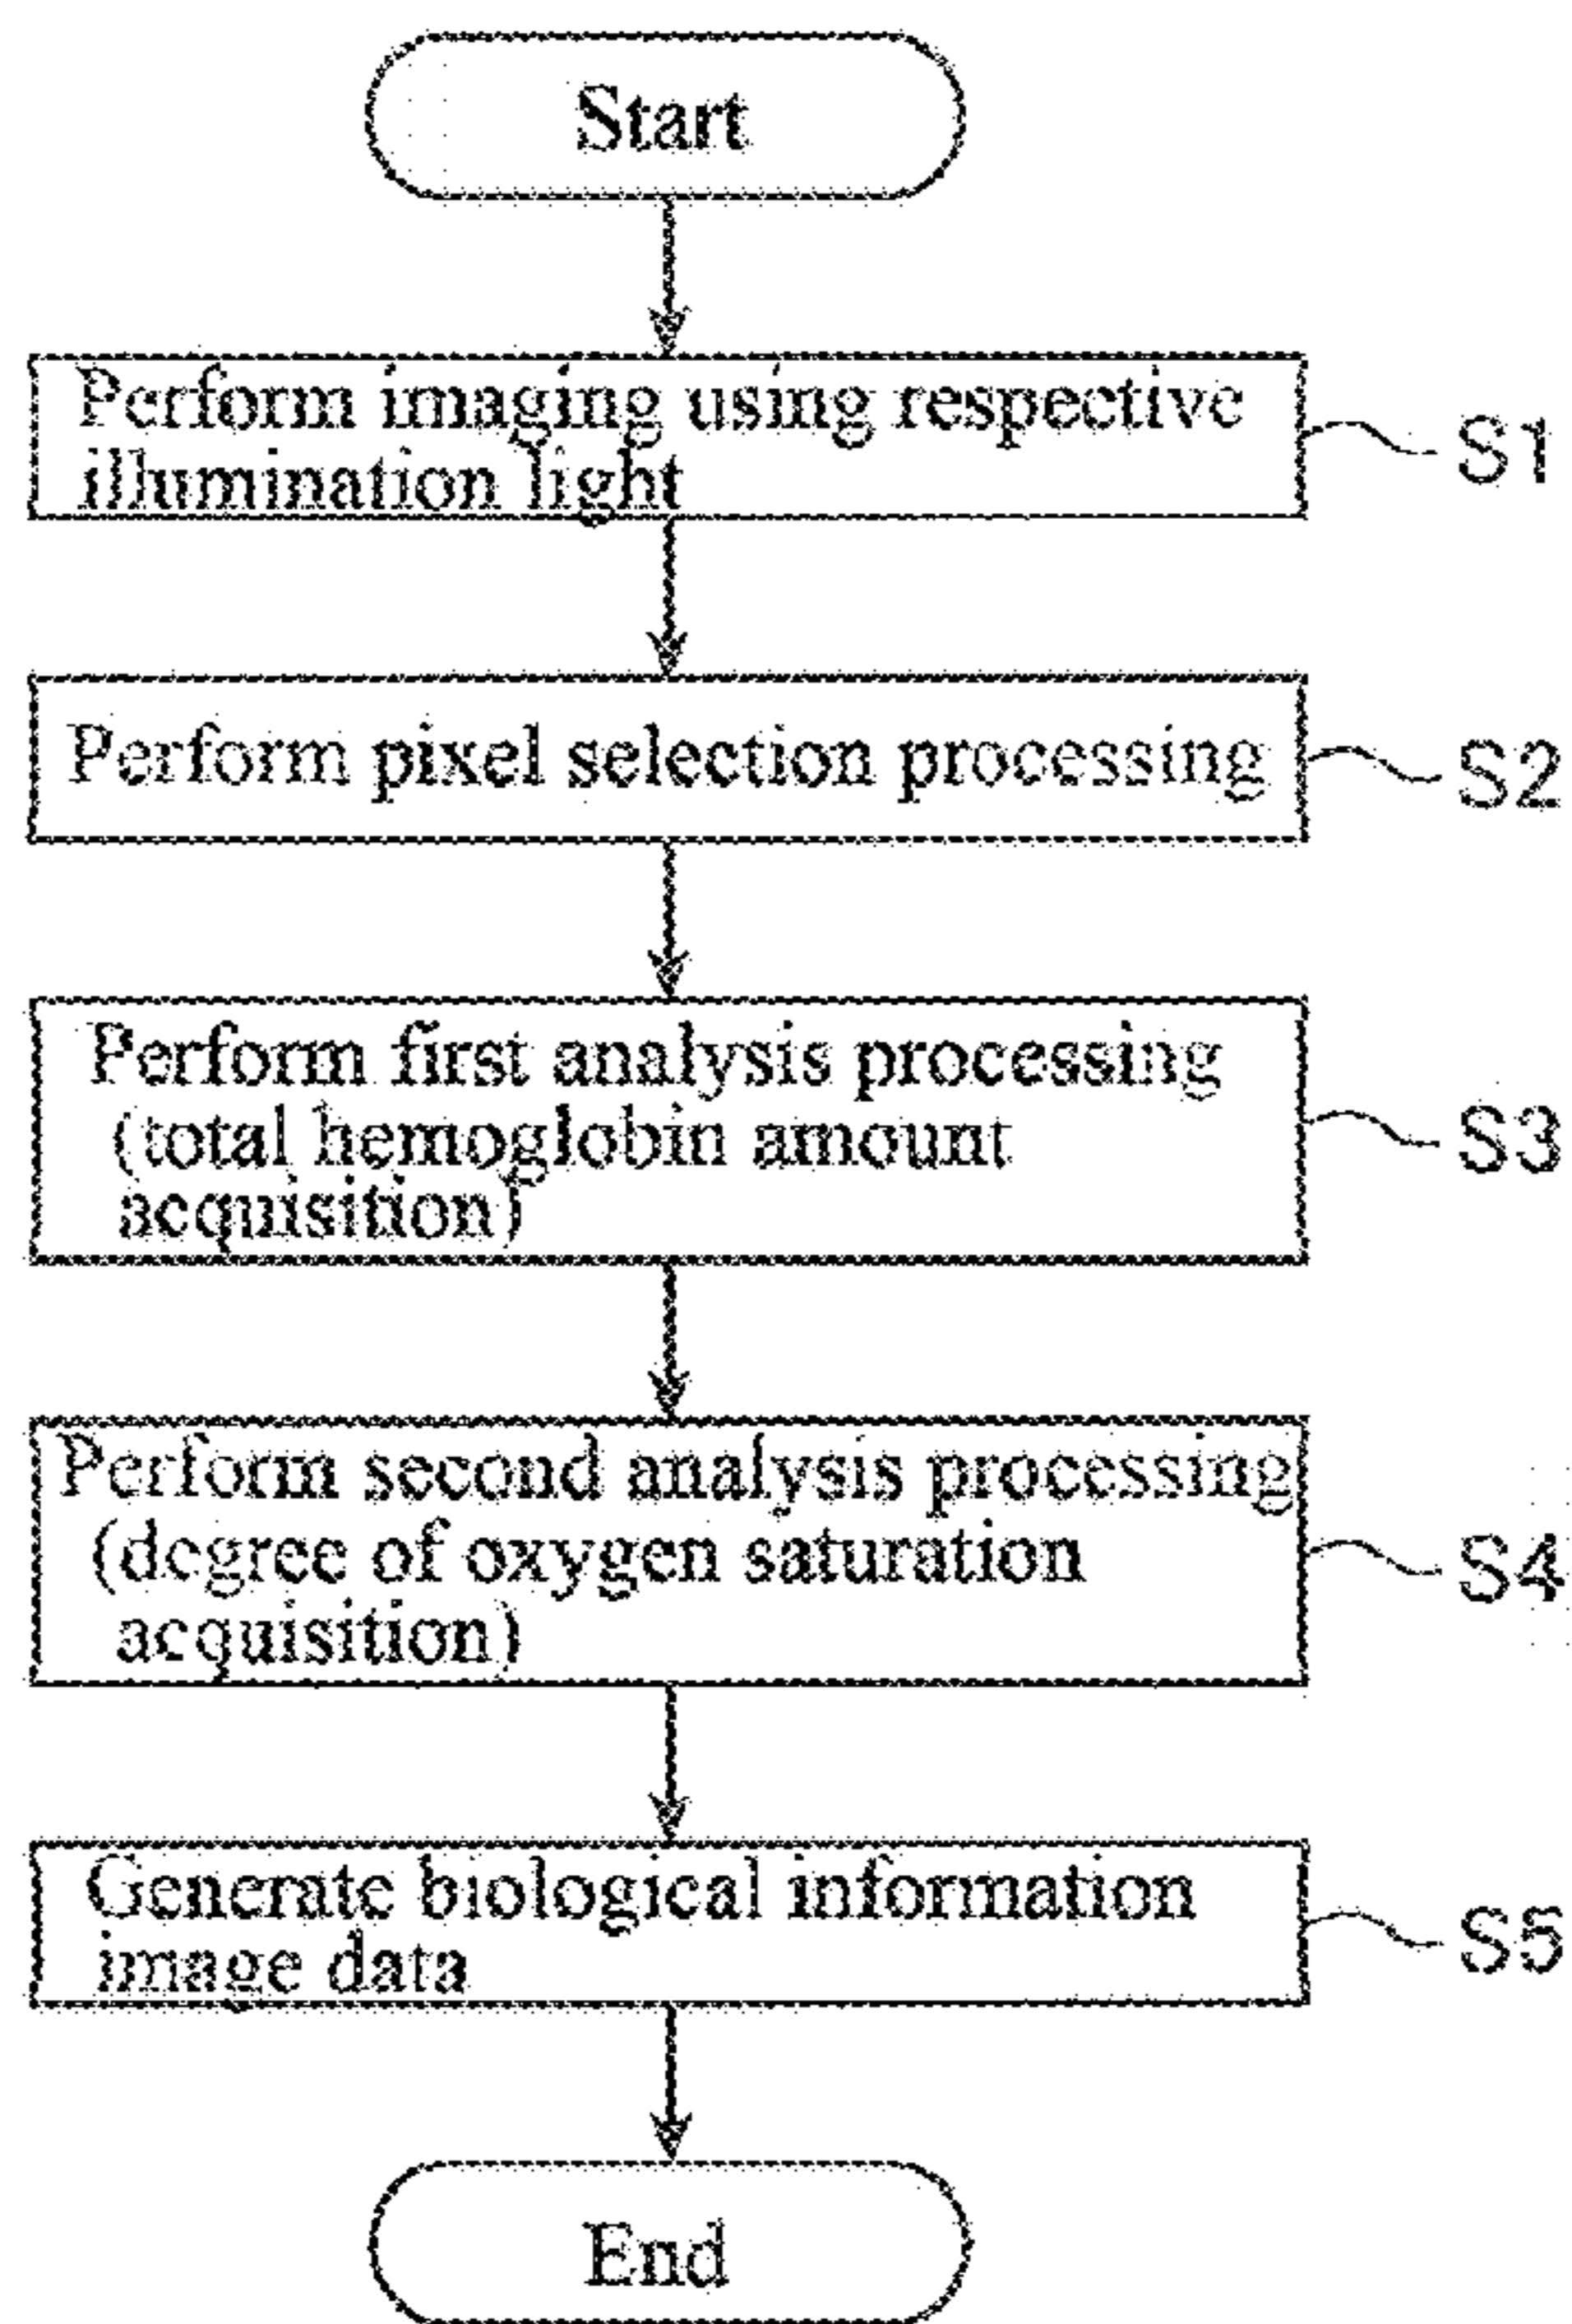 Start
Perform imaging using respective
illumination light
S1
Perform pixel selection processing
S2
Perform first analysis processing
(total hemoglobin amount
acquisition)
S3
Perform second analysis processing
(degree of oxygen saturation
acquisition)
S4
Generate biological information
image data
S5
End